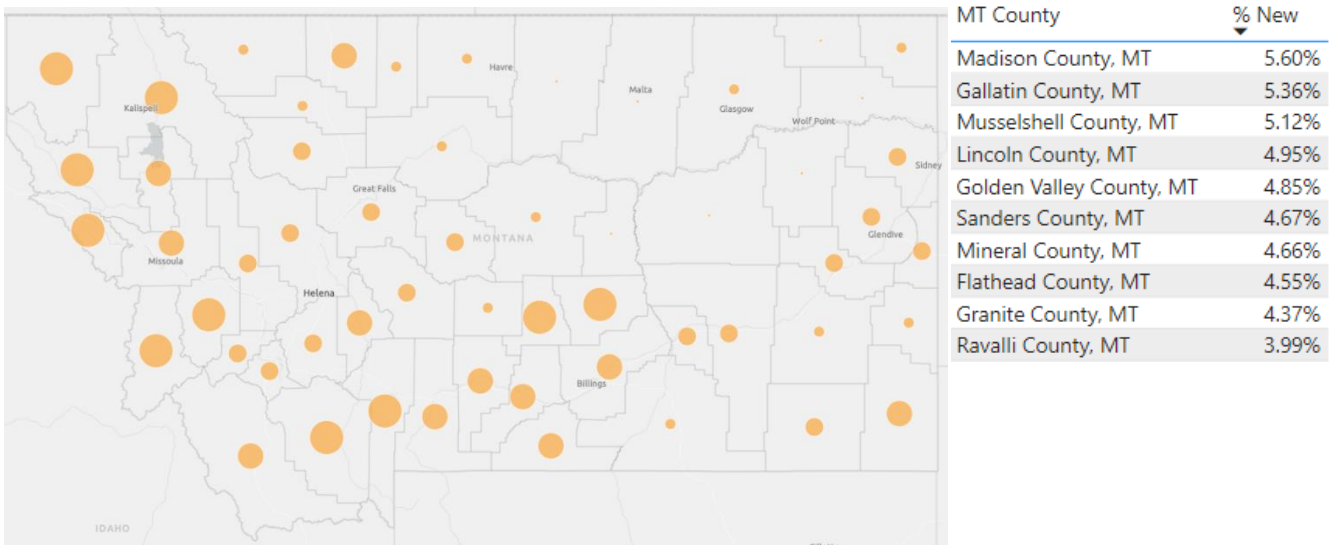 Havre
Malta
Kalispell
Glasgow
Wolf Point
Sidney
Great Falls
MONTANA
Glendive
Missoula
Helena
Billings
IDAHO
MT County % New
Madison County, MT 5.60%
Gallatin County, MT 5.36%
Musselshell County, MT 5.12%
Lincoln County, MT 4.95%
Golden Valley County, MT 4.85%
Sanders County, MT 4.67%
Mineral County, MT 4.66%
Flathead County, MT 4.55%
Granite County, MT 4.37%
Ravalli County, MT 3.99%